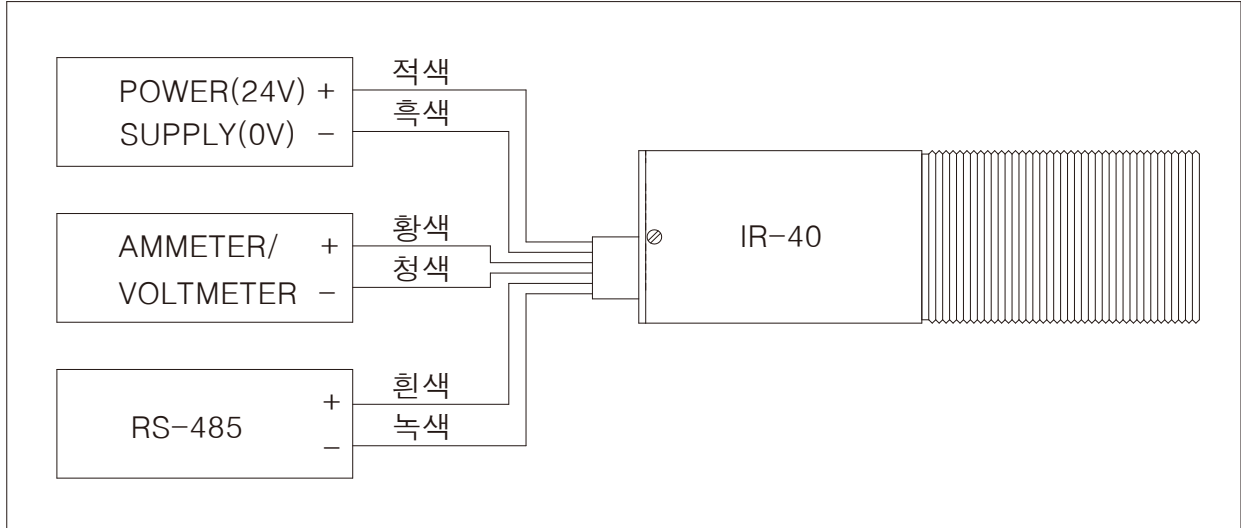 POWER(24V) +
SUPPLY(0V) -
적색
흑색
AMMETER/ +
VOLTMETER -
황색
청색
RS-485
+
-
흰색
녹색
IR-40